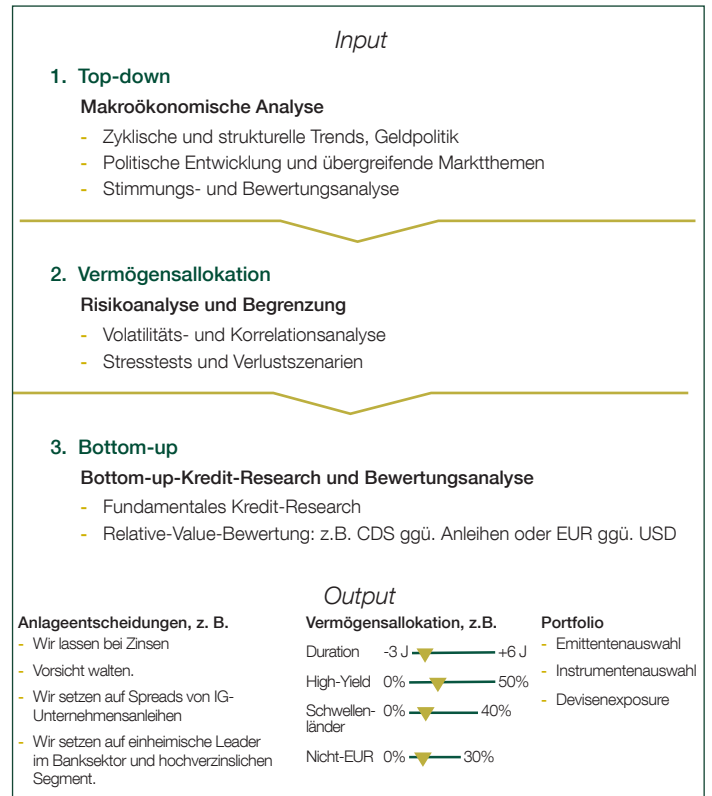 Input
1. Top-down
Makroökonomische Analyse
- Zyklische und strukturelle Trends, Geldpolitik
- Politische Entwicklung und übergreifende Marktthemen
- Stimmungs- und Bewertungsanalyse
2. Vermögensallokation
Risikoanalyse und Begrenzung
- Volatilitäts- und Korrelationsanalyse
- Stresstests und Verlustszenarien
3. Bottom-up
Bottom-up-Kredit-Research und Bewertungsanalyse
- Fundamentales Kredit-Research
- Relative-Value-Bewertung: z.B. CDS ggü. Anleihen oder EUR ggü. USD
Output
Anlageentscheidungen, z. B.
- Wir lassen bei Zinsen
- Vorsicht walten.
- Wir setzen auf Spreads von IG-
Unternehmensanleihen
- Wir setzen auf einheimische Leader
im Banksektor und hochverzinslichen
Segment.
Vermögensallokation, z.B.
Duration -3 J +6 J
High-Yield 0% 50%
Schwellen-
länder 0% 40%
Nicht-EUR 0% 30%
Portfolio
- Emittentenauswahl
- Instrumentenauswahl
- Devisenexposure